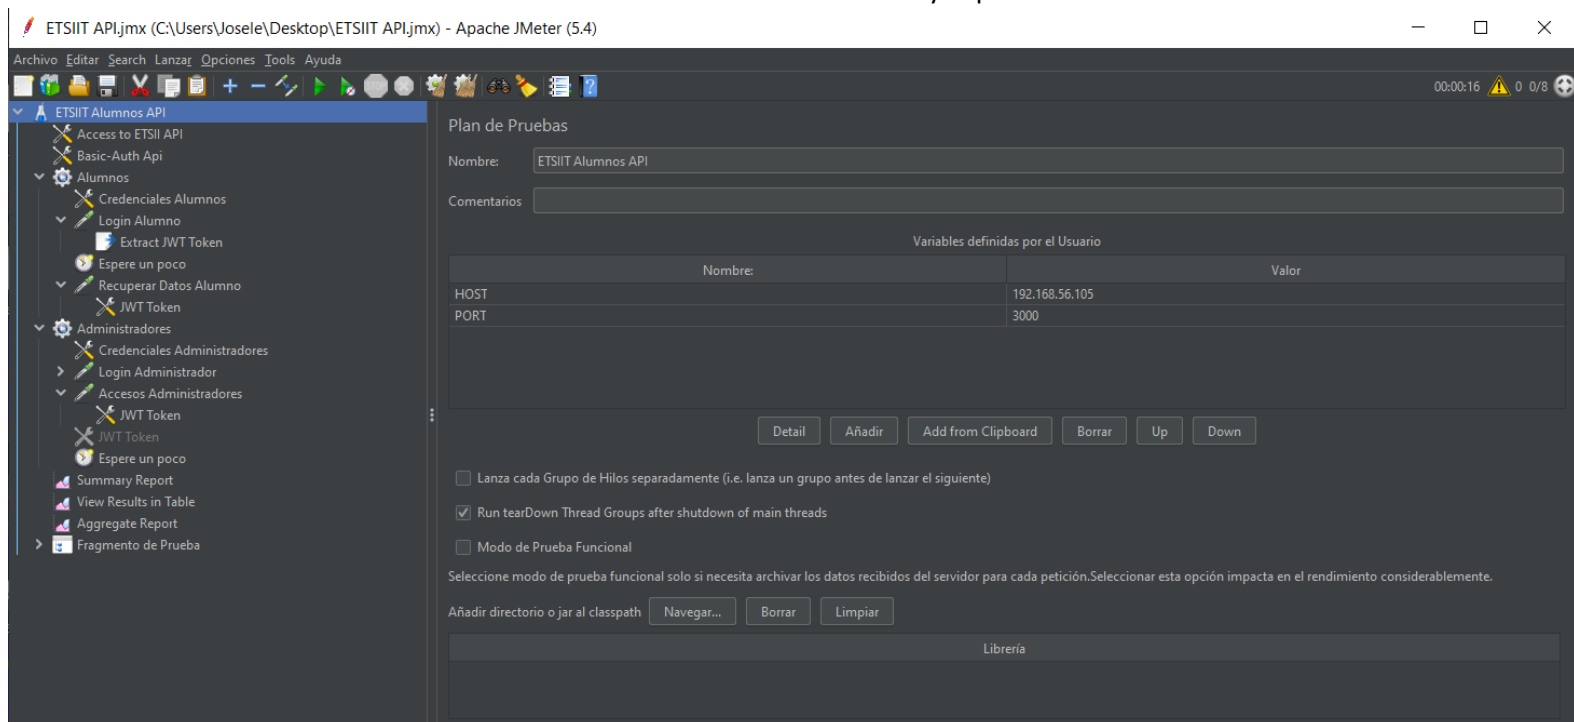 ETSIIT API.jmx (C:\Users\Josele\Desktop\ETSIIT API.jmx) - Apache JMeter (5.4)
Archivo Editar Search Lanzar Opciones Tools Ayuda
00:00:16 0 0/8
ETSIIT Alumnos API
Access to ETSII API
Basic-Auth Api
Alumnos
Credenciales Alumnos
Login Alumno
Extract JWT Token
Espere un poco
Recuperar Datos Alumno
JWT Token
Administradores
Credenciales Administradores
Login Administrador
Accesos Administradores
JWT Token
JWT Token
Espere un poco
Summary Report
View Results in Table
Aggregate Report
Fragmento de Prueba
Plan de Pruebas
Nombre: ETSIIT Alumnos API
Comentarios
Variables definidas por el Usuario
Nombre: Valor
HOST 192.168.56.105
PORT 3000
Detail Añadir Add from Clipboard Borrar Up Down
Lanza cada Grupo de Hilos separadamente (i.e. lanza un grupo antes de lanzar el siguiente)
Run tearDown Thread Groups after shutdown of main threads
Modo de Prueba Funcional
Seleccione modo de prueba funcional solo si necesita archivar los datos recibidos del servidor para cada petición.Seleccionar esta opción impacta en el rendimiento considerablemente.
Añadir directorio o jar al classpath Navegar... Borrar Limpiar
Librería